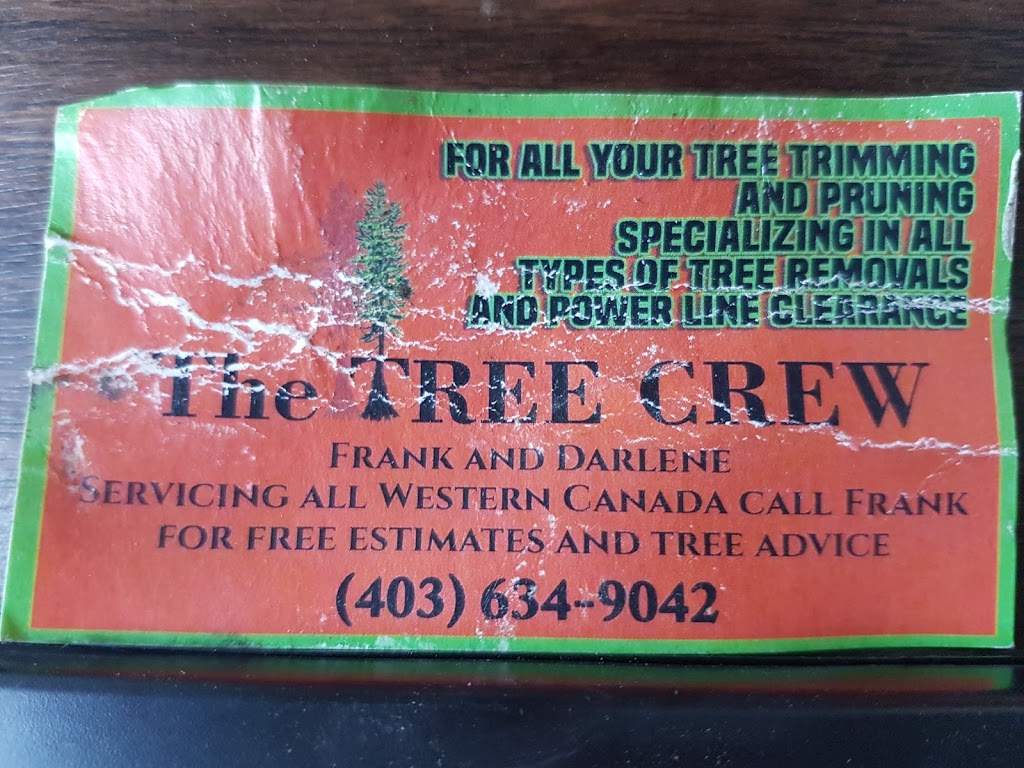 FOR ALL YOUR TREE TRIMMING
AND PRUNING
SPECIALIZING IN ALL
TYPES OF TREE REMOVALS
AND POWER LINE CLEARANCE
The TREE CREW
FRANK AND DARLENE
SERVICING ALL WESTERN CANADA CALL FRANK
FOR FREE ESTIMATES AND TREE ADVICE
(403) 634-9042